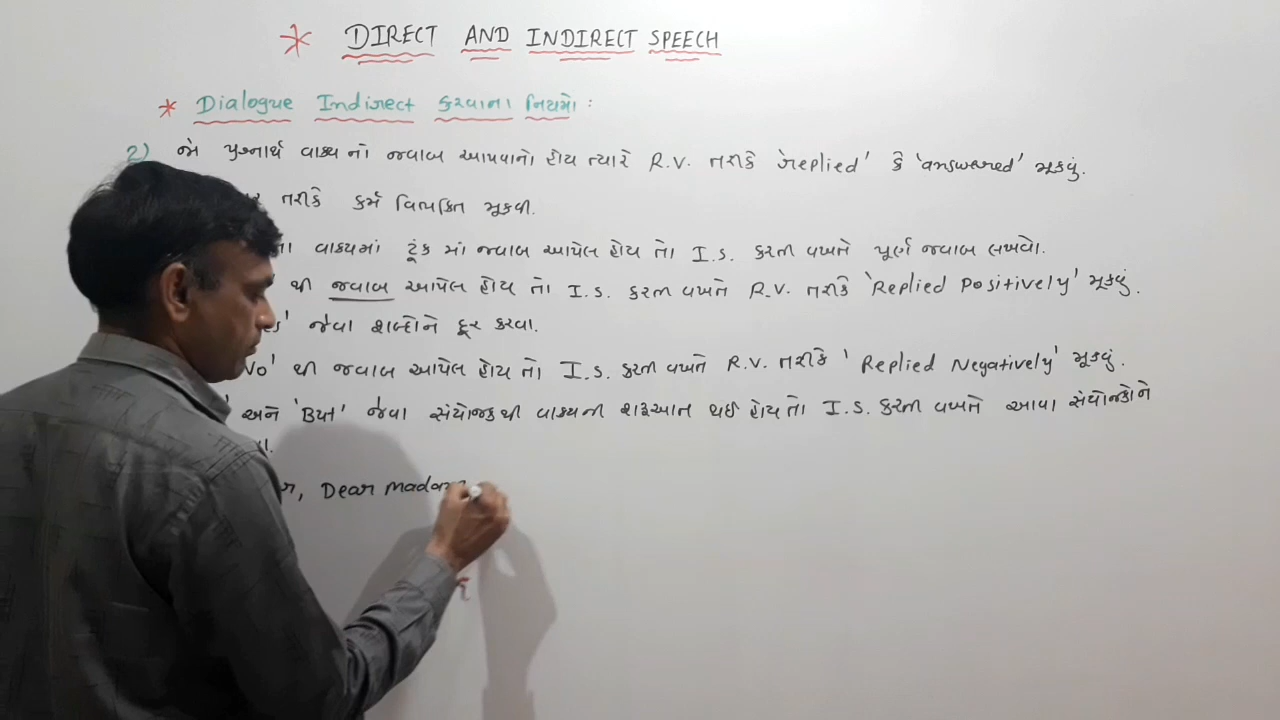 * DIRECT AND INDIRECT SPEECH
* Dialogue Indirect કરવાના નિયમો :
2) જો પ્રશ્નાર્થ વાક્ય નો જવાબ આપવાનો હોય ત્યારે R.V. તરીકે 'replied' કે 'answered' મૂકવું.
તરીકે કર્મ વિભક્તિ મૂકવી.
વાક્યમાં ટૂંક માં જવાબ આપેલ હોય તો I.S. કરતી વખતે પૂર્ણ જવાબ લખવો.
થી જવાબ આપેલ હોય તો I.S. કરતી વખતે R.V. તરીકે 'Replied Positively' મૂકવું.
જેવા શબ્દોને દૂર કરવા.
No' થી જવાબ આપેલ હોય તો I.S. કરતી વખતે R.V. તરીકે 'Replied Negatively' મૂકવું.
અને 'But' જેવા સંયોજકથી વાક્યની શરૂઆત થઈ હોય તો I.S. કરતી વખતે આવા સંયોજકોને
Dear madam